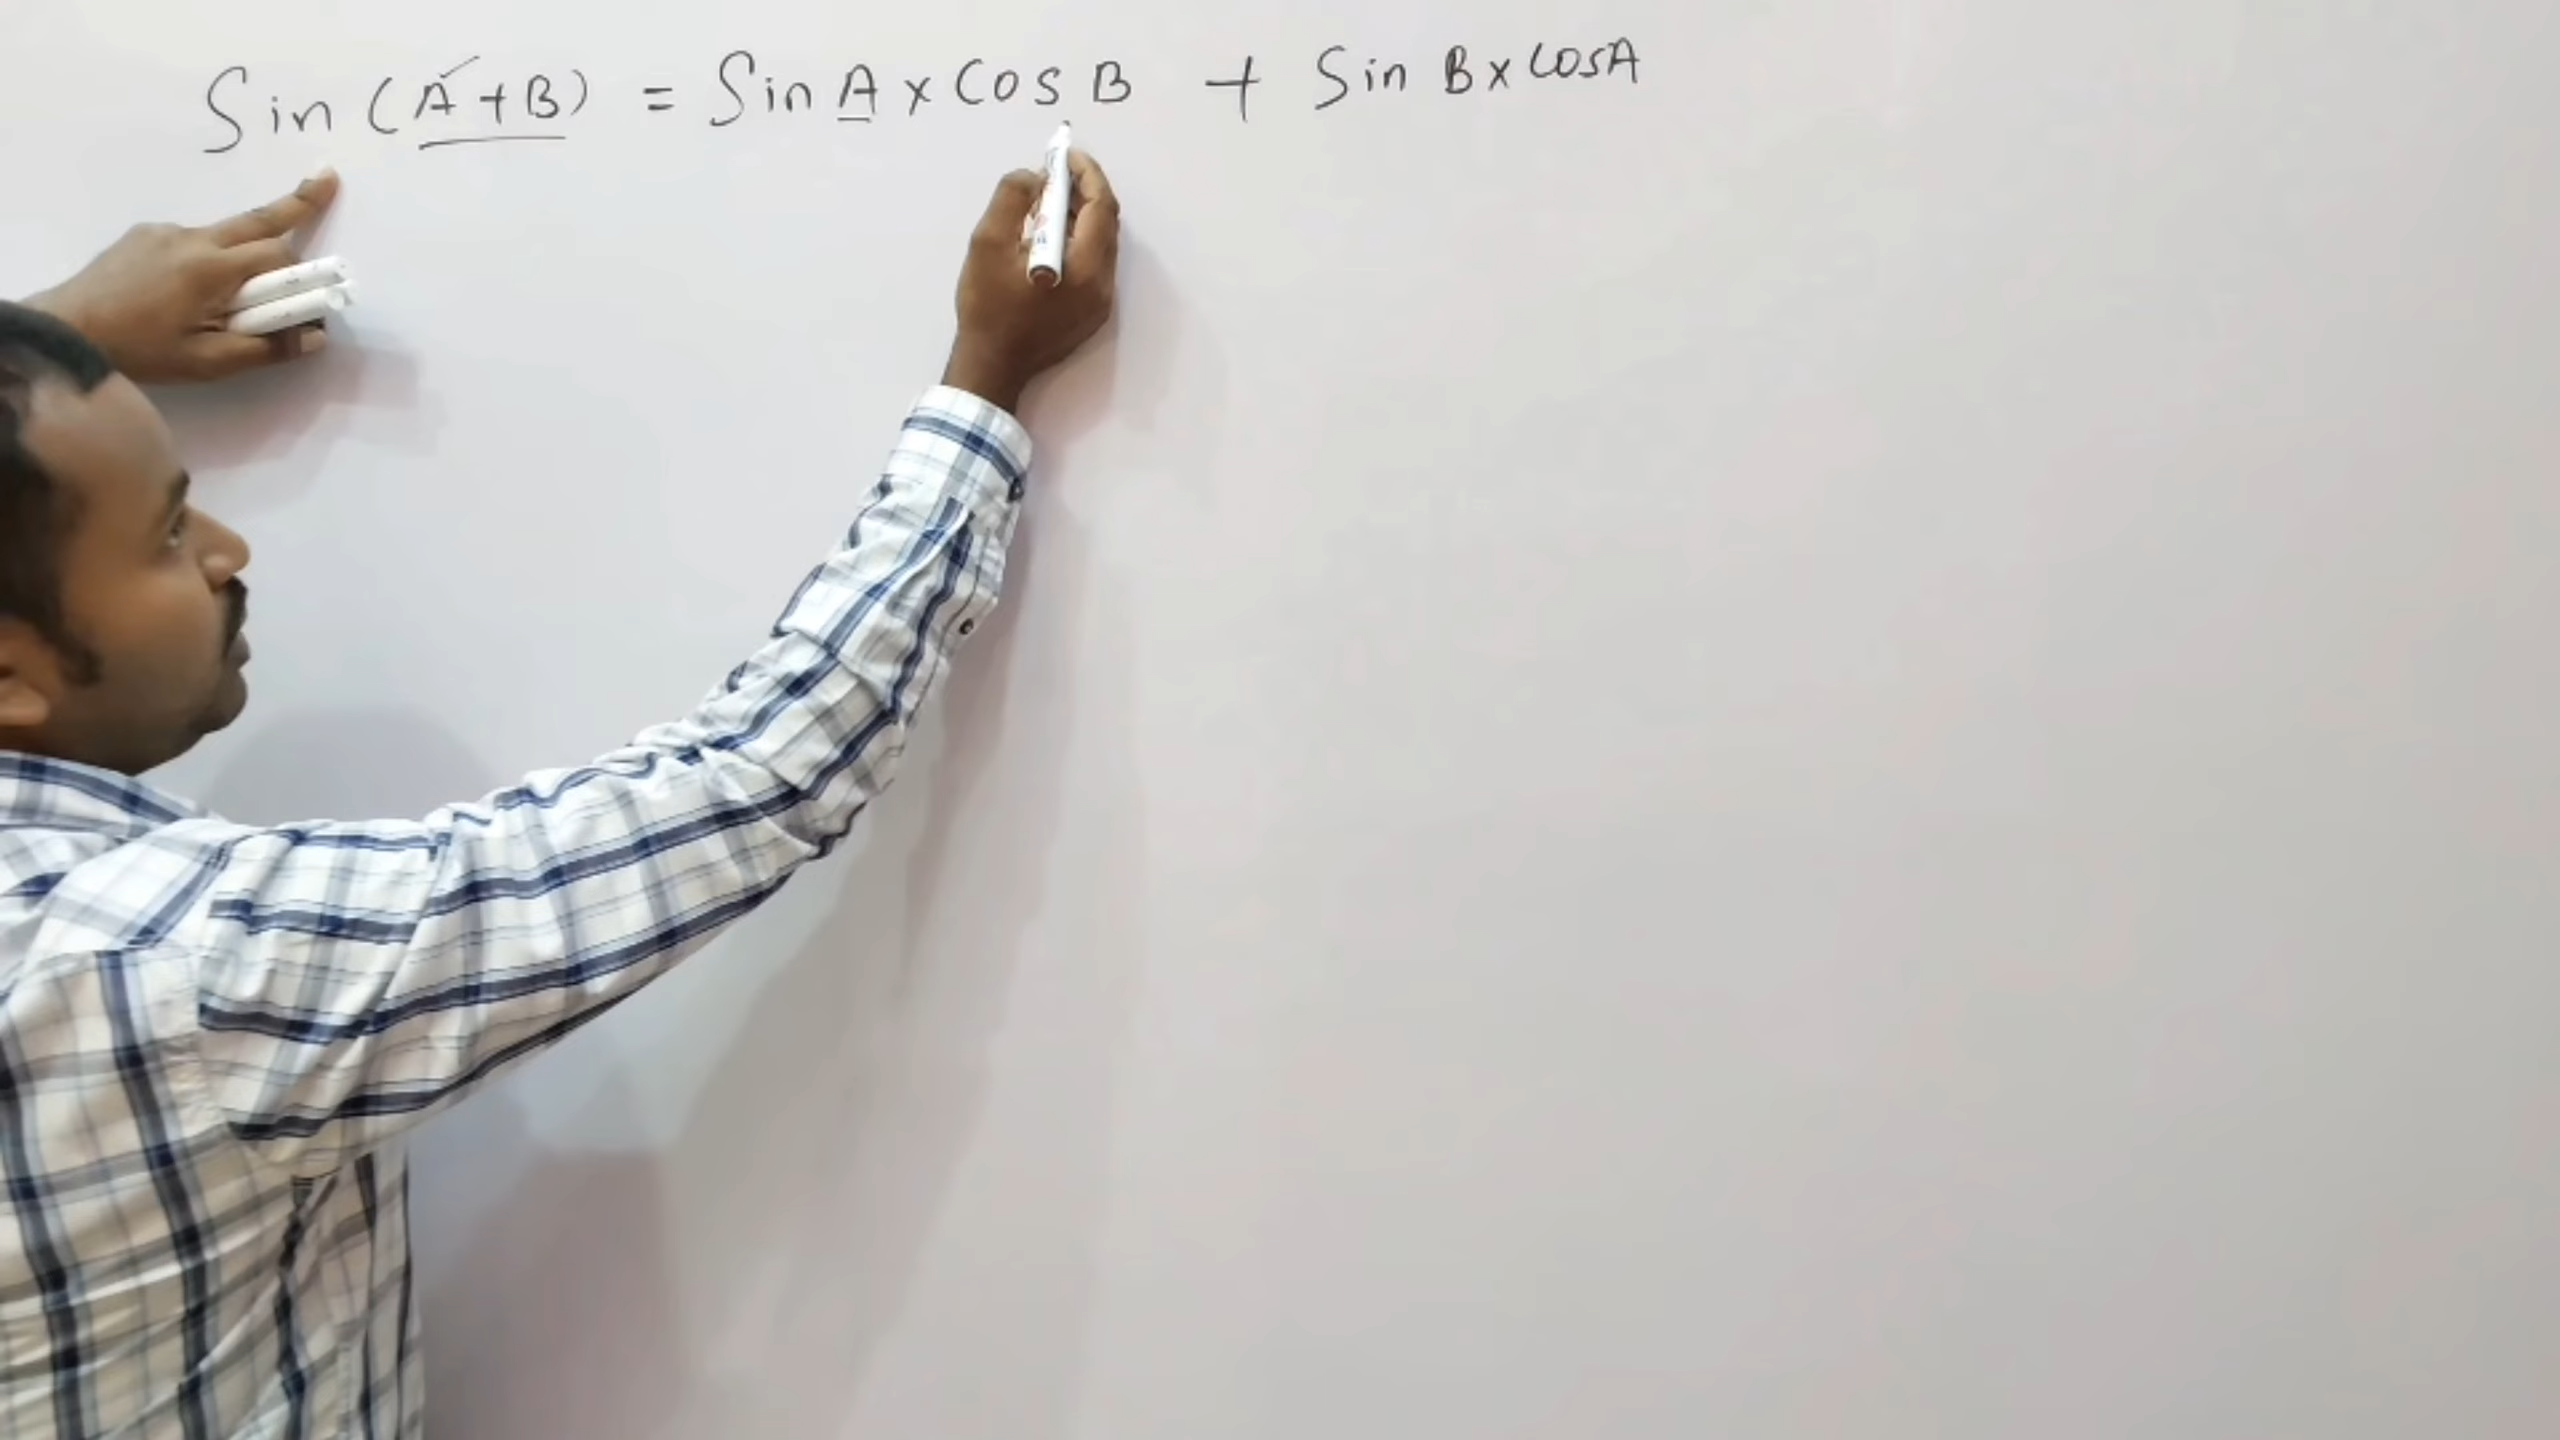 Sin (A+B) = Sin A x Cos B + Sin B x CosA